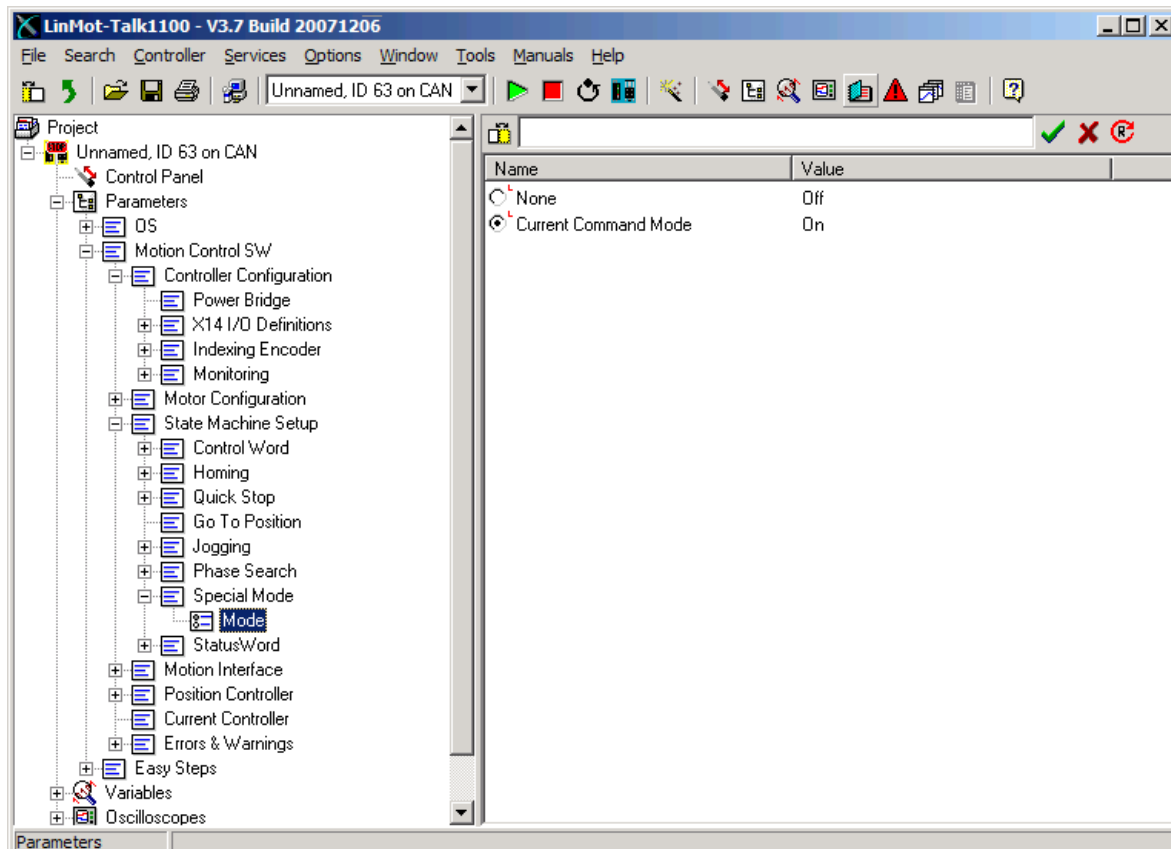 LinMot-Talk1100 - V3.7 Build 20071206
File Search Controller Services Options Window Tools Manuals Help
Unnamed, ID 63 on CAN
Project
Unnamed, ID 63 on CAN
Control Panel
Parameters
OS
Motion Control SW
Controller Configuration
Power Bridge
X14 I/O Definitions
Indexing Encoder
Monitoring
Motor Configuration
State Machine Setup
Control Word
Homing
Quick Stop
Go To Position
Jogging
Phase Search
Special Mode
Mode
StatusWord
Motion Interface
Position Controller
Current Controller
Errors & Warnings
Easy Steps
Variables
Oscilloscopes
Name Value
None Off
Current Command Mode On
Parameters